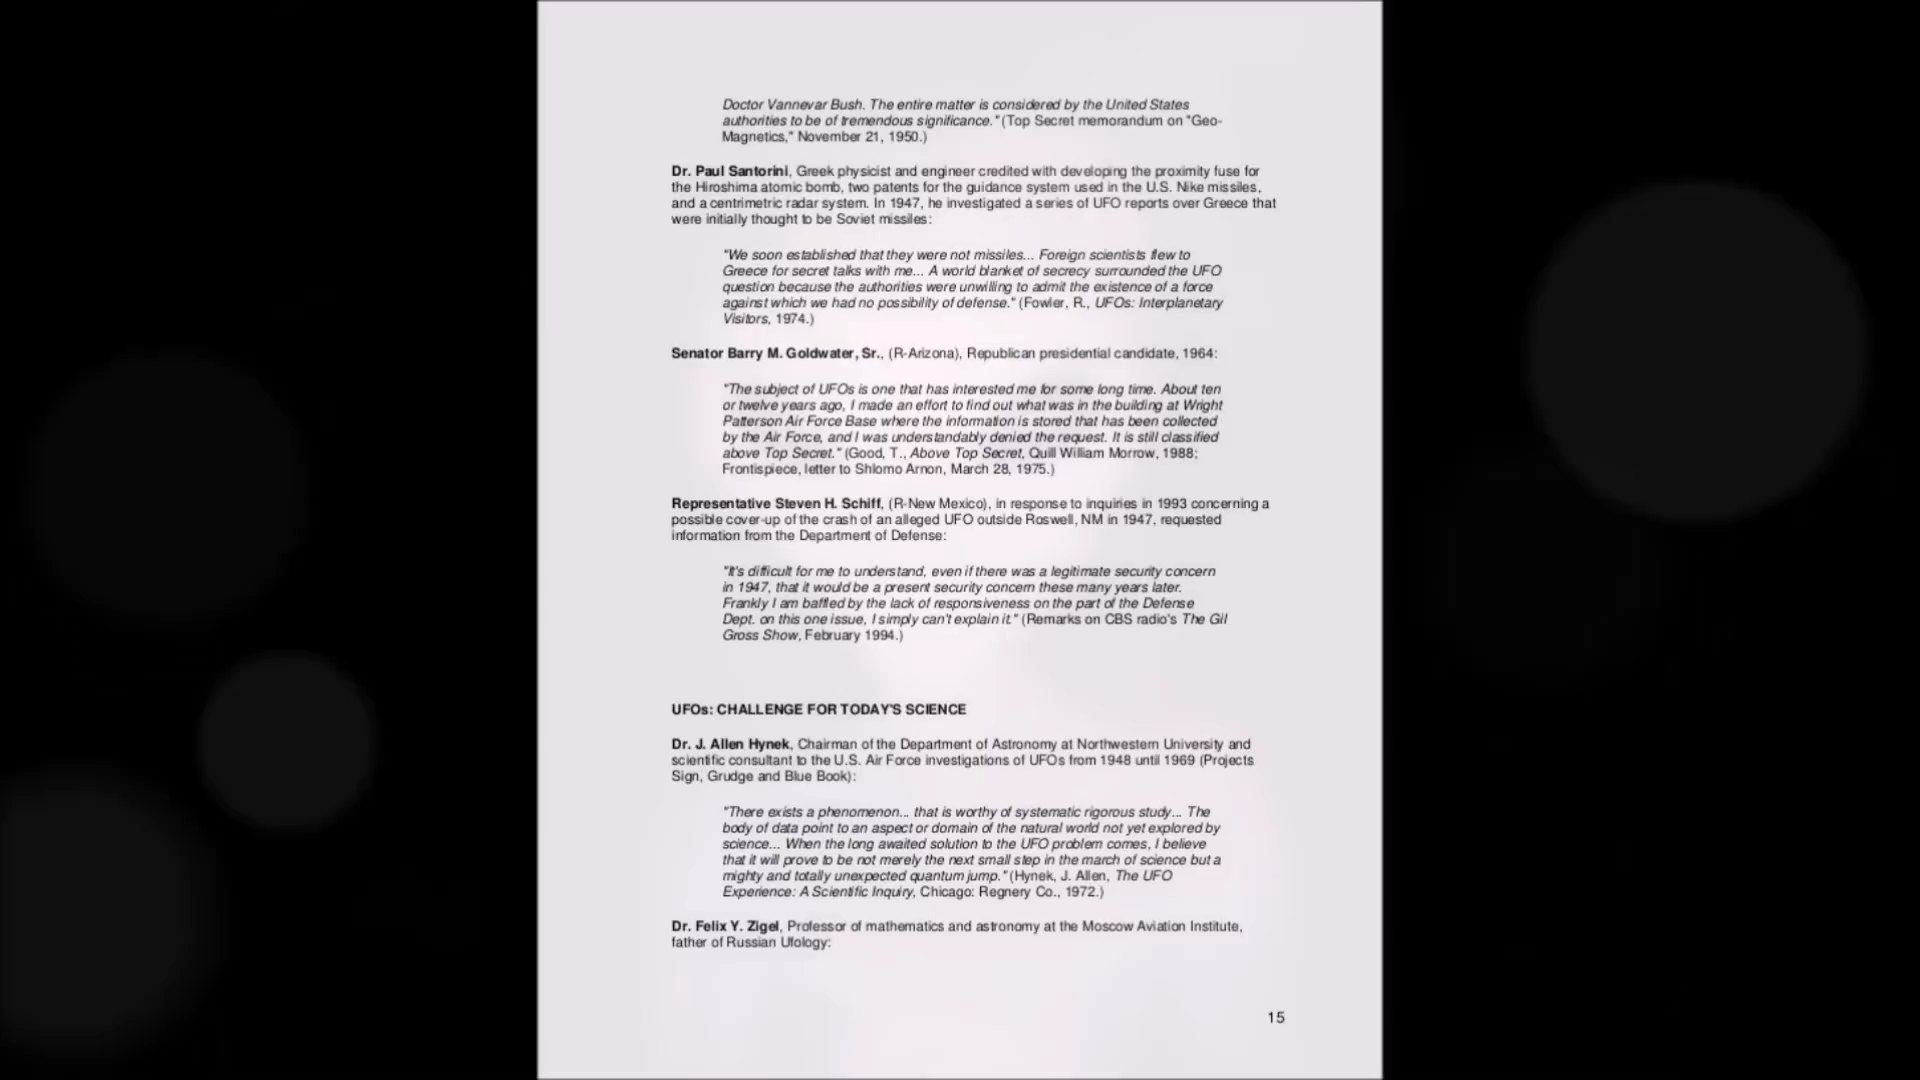 Doctor Vannevar Bush. The entire matter is considered by the United States
authorities to be of tremendous significance." (Top Secret memorandum on "Geo-
Magnetics," November 21, 1950.)
Dr. Paul Santorini, Greek physicist and engineer credited with developing the proximity fuse for
the Hiroshima atomic bomb, two patents for the guidance system used in the U.S. Nike missiles,
and a centrimetric radar system. In 1947, he investigated a series of UFO reports over Greece that
were initially thought to be Soviet missiles:
"We soon established that they were not missiles... Foreign scientists flew to
Greece for secret talks with me... A world blanket of secrecy surrounded the UFO
question because the authorities were unwilling to admit the existence of a force
against which we had no possibility of defense." (Fowler, R., UFOs: Interplanetary
Visitors, 1974.)
Senator Barry M. Goldwater, Sr., (R-Arizona), Republican presidential candidate, 1964:
"The subject of UFOs is one that has interested me for some long time. About ten
or twelve years ago, I made an effort to find out what was in the building at Wright
Patterson Air Force Base where the information is stored that has been collected
by the Air Force, and I was understandably denied the request. It is still classified
above Top Secret." (Good, T., Above Top Secret, Quill William Morrow, 1988;
Frontispiece, letter to Shlomo Arnon, March 28, 1975.)
Representative Steven H. Schiff, (R-New Mexico), in response to inquiries in 1993 concerning a
possible cover-up of the crash of an alleged UFO outside Roswell, NM in 1947, requested
information from the Department of Defense:
"It's difficult for me to understand, even if there was a legitimate security concern
in 1947, that it would be a present security concern these many years later.
Frankly I am baffled by the lack of responsiveness on the part of the Defense
Dept. on this one issue, I simply can't explain it." (Remarks on CBS radio's The Gil
Gross Show, February 1994.)
UFOs: CHALLENGE FOR TODAY'S SCIENCE
Dr. J. Allen Hynek, Chairman of the Department of Astronomy at Northwestern University and
scientific consultant to the U.S. Air Force investigations of UFOs from 1948 until 1969 (Projects
Sign, Grudge and Blue Book):
"There exists a phenomenon... that is worthy of systematic rigorous study... The
body of data point to an aspect or domain of the natural world not yet explored by
science... When the long awaited solution to the UFO problem comes, I believe
that it will prove to be not merely the next small step in the march of science but a
mighty and totally unexpected quantum jump." (Hynek, J. Allen, The UFO
Experience: A Scientific Inquiry, Chicago: Regnery Co., 1972.)
Dr. Felix Y. Zigel, Professor of mathematics and astronomy at the Moscow Aviation Institute,
father of Russian Ufology:
15